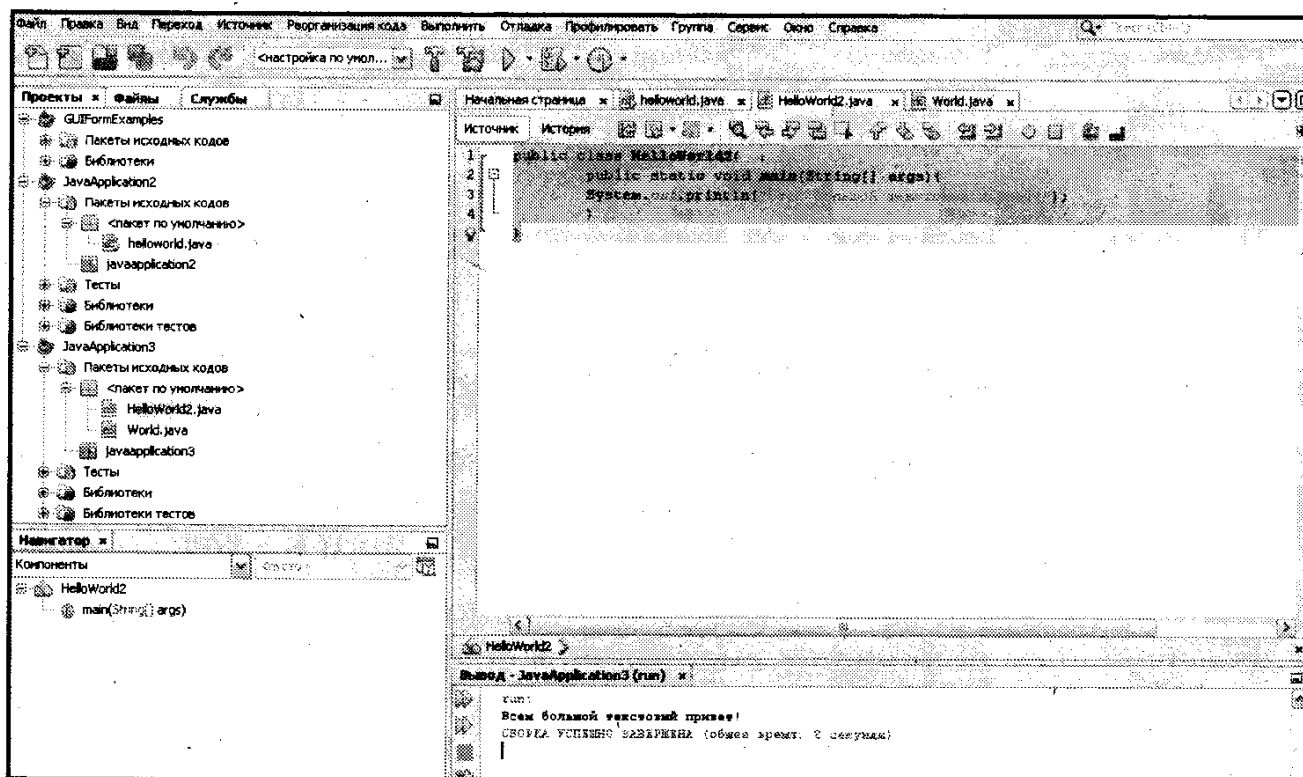 Файл Правка Вид Переход Источник Реорганизация кода Выполнить Отладка Профилировать Группа Сервис Окно Справка
<настройка по умол...
Проекты Файлы Службы
GUIFormExamples
Пакеты исходных кодов
Библиотеки
JavaApplication2
Пакеты исходных кодов
<пакет по умолчанию>
helloworld.java
javaapplication2
Тесты
Библиотеки
Библиотеки тестов
JavaApplication3
Пакеты исходных кодов
<пакет по умолчанию>
HelloWorld2.java
World.java
javaapplication3
Тесты
Библиотеки
Библиотеки тестов
Навигатор
Компоненты
HelloWorld2
main(String[] args)
Начальная страница helloworld.java HelloWorld2.java World.java
Источник История
1 public class HelloWorld2{
2 public static void main(String[] args){
3 System.out.println( );
4 }
}
HelloWorld2
Вывод - JavaApplication3 (run)
run:
Всем большой текстовый привет!
СБОРКА УСПЕШНО ЗАВЕРШЕНА (общее время: 2 секунды)